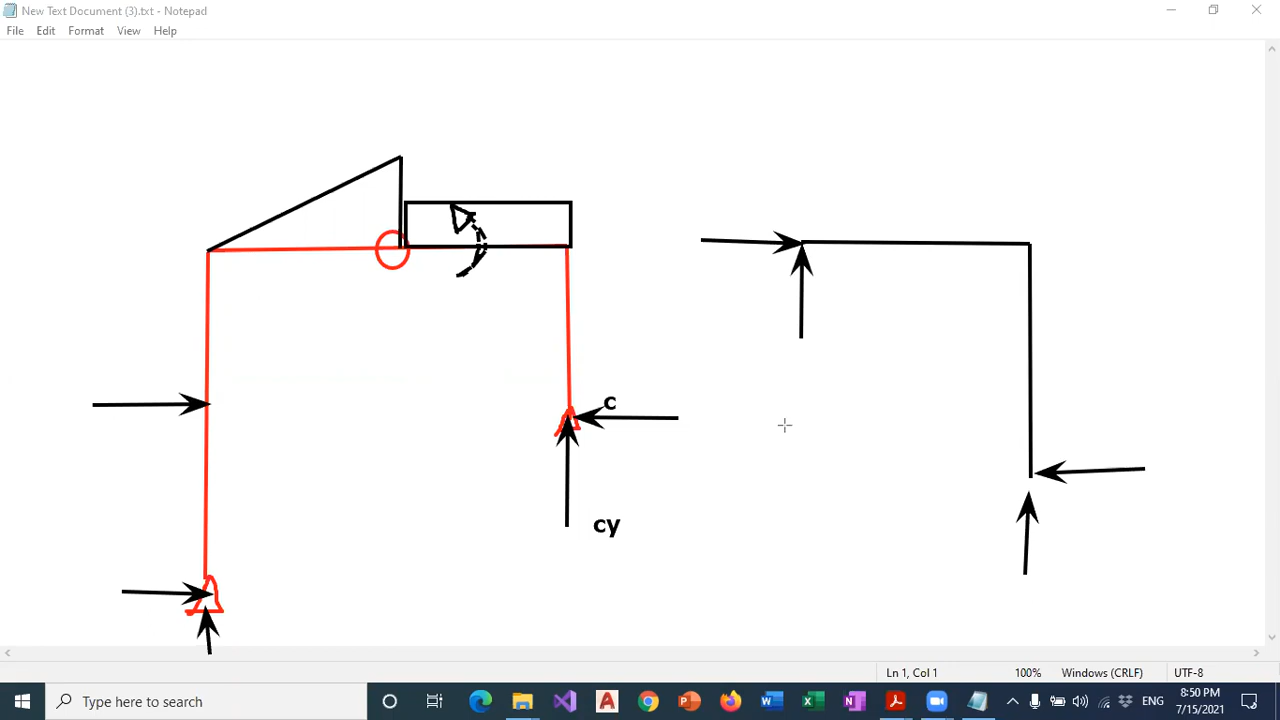 New Text Document (3).txt - Notepad
File Edit Format View Help
c
cy
Ln 1, Col 1 100% Windows (CRLF) UTF-8
Type here to search
ENG
8:50 PM
7/15/2021